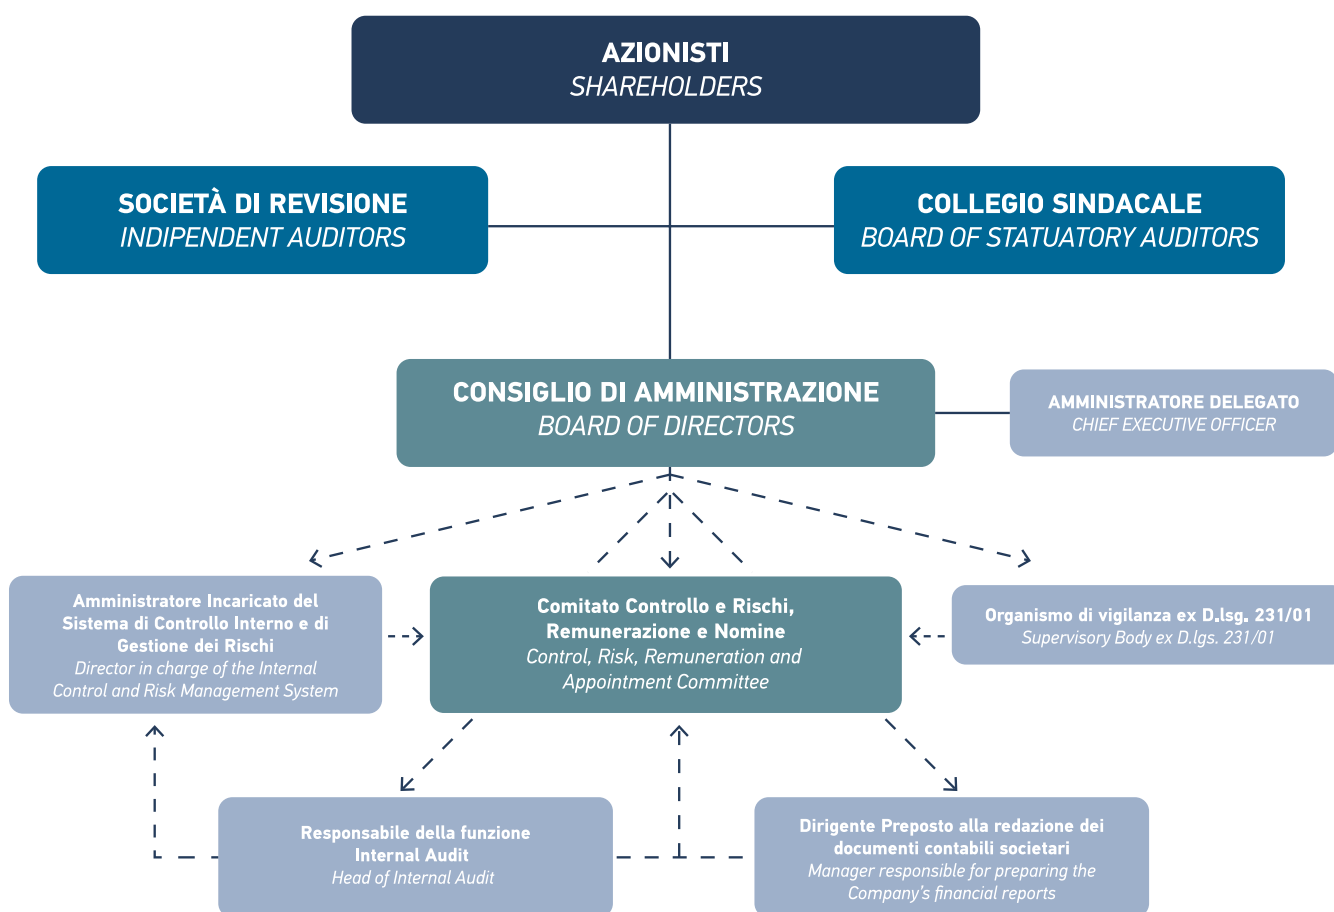 AZIONISTI
SHAREHOLDERS
SOCIETÀ DI REVISIONE
INDIPENDENT AUDITORS
COLLEGIO SINDACALE
BOARD OF STATUATORY AUDITORS
CONSIGLIO DI AMMINISTRAZIONE
BOARD OF DIRECTORS
AMMINISTRATORE DELEGATO
CHIEF EXECUTIVE OFFICER
Amministratore Incaricato del
Sistema di Controllo Interno e di
Gestione dei Rischi
Director in charge of the Internal
Control and Risk Management System
Comitato Controllo e Rischi,
Remunerazione e Nomine
Control, Risk, Remuneration and
Appointment Committee
Organismo di vigilanza ex D.lsg. 231/01
Supervisory Body ex D.lgs. 231/01
Responsabile della funzione
Internal Audit
Head of Internal Audit
Dirigente Preposto alla redazione dei
documenti contabili societari
Manager responsible for preparing the
Company's financial reports